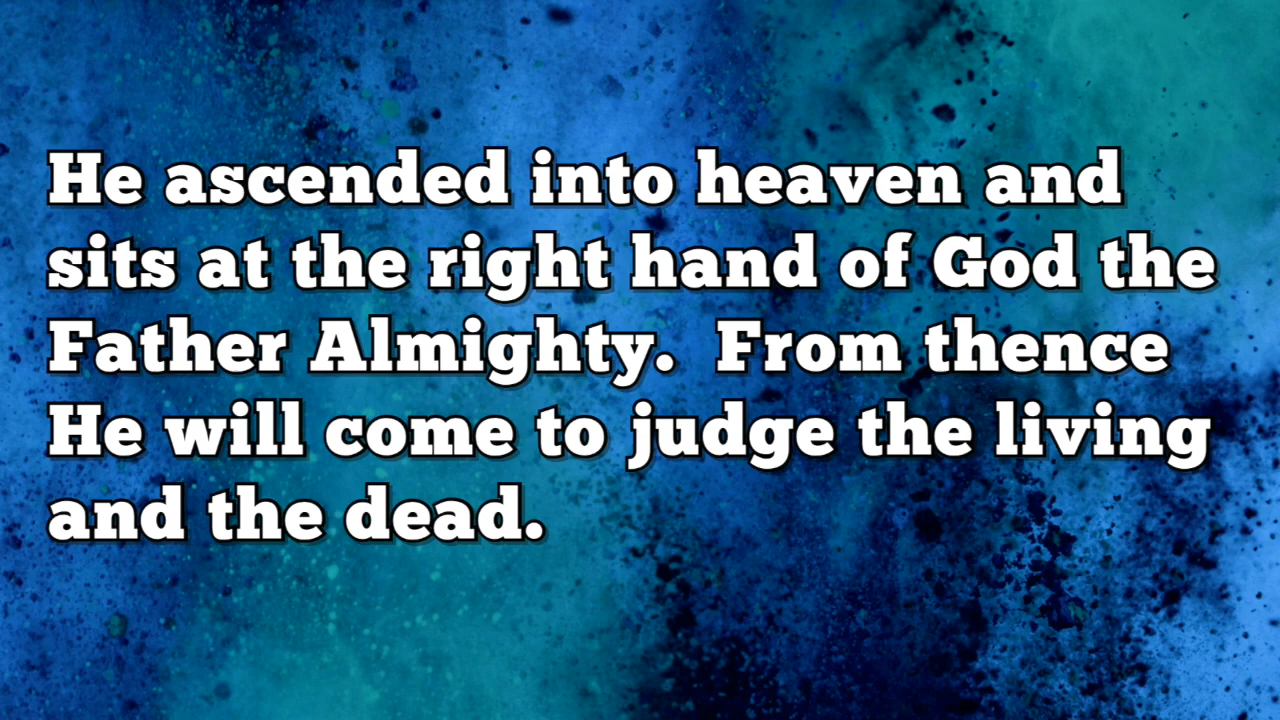 He ascended into heaven and
sits at the right hand of God the
Father Almighty.  From thence
He will come to judge the living
and the dead.